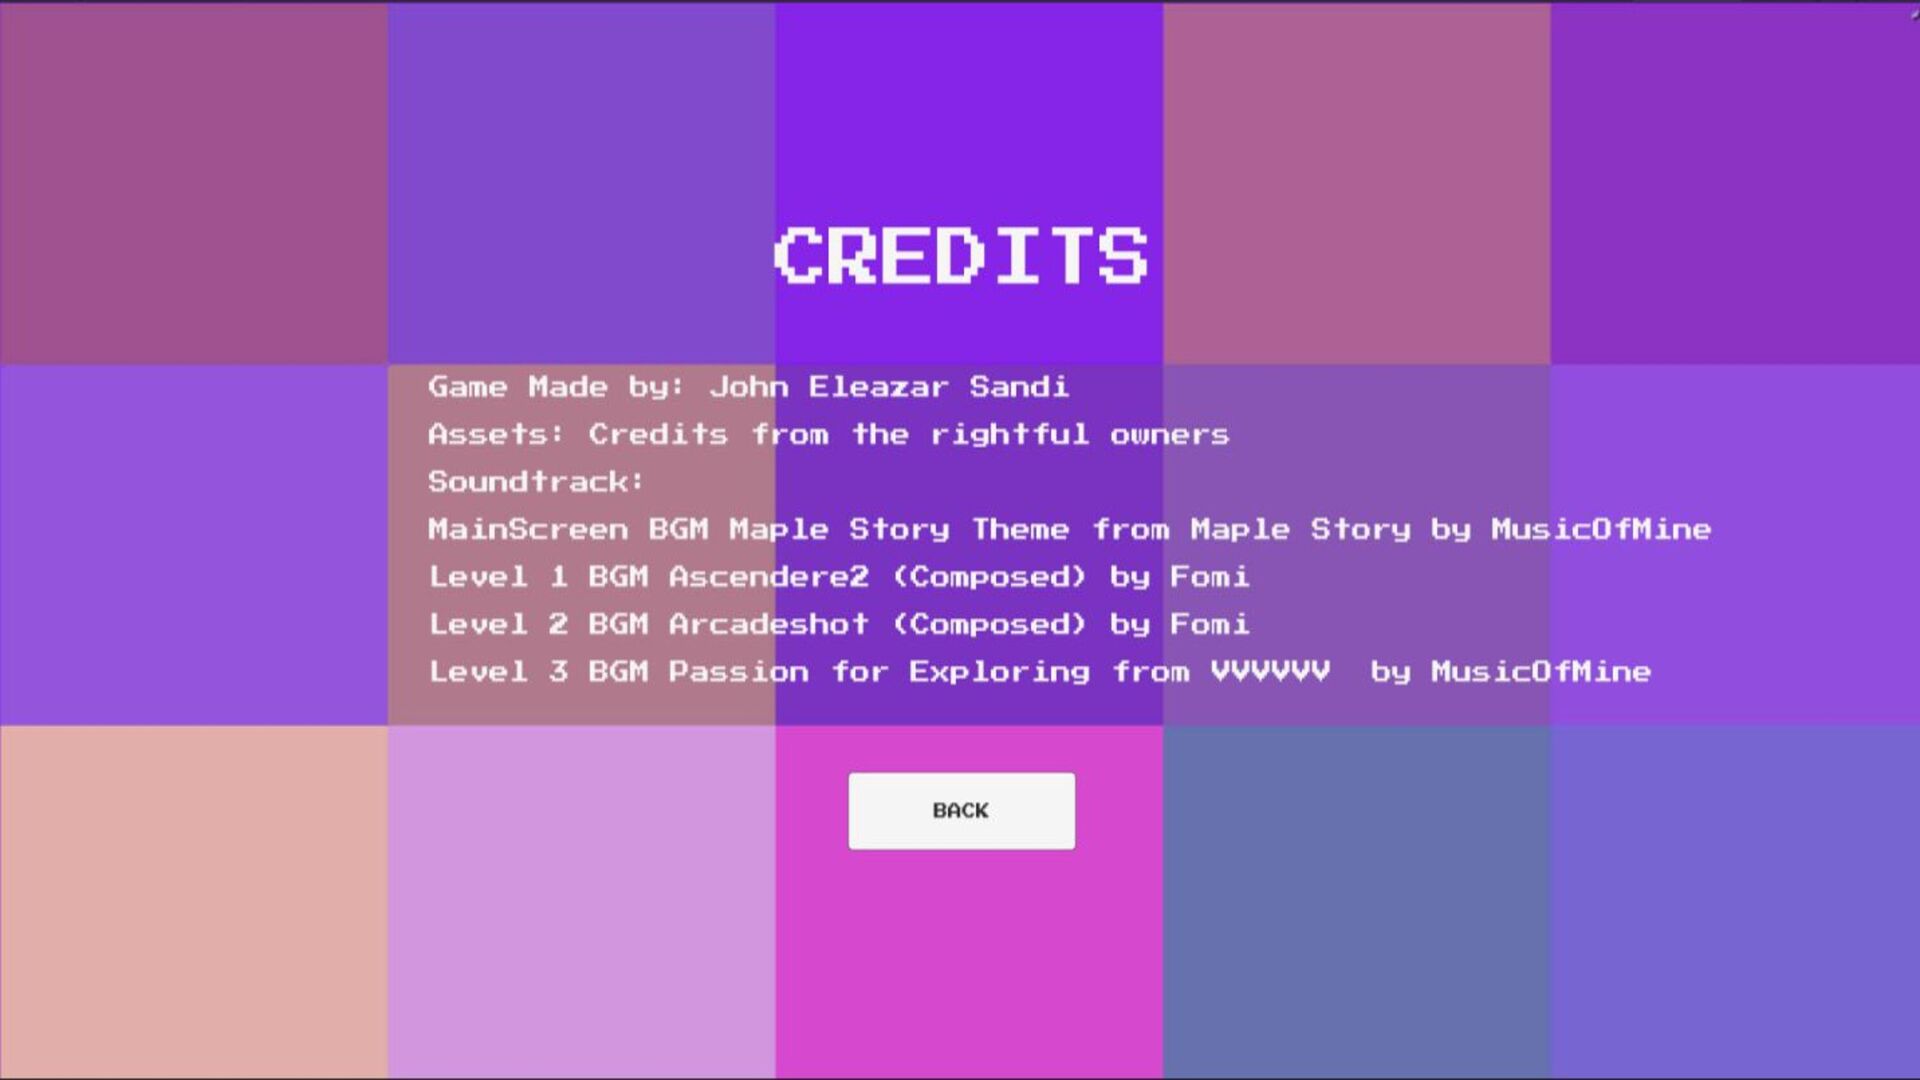 CREDITS
Game Made by: John Eleazar Sandi
Assets: Credits from the rightful owners
Soundtrack:
MainScreen BGM Maple Story Theme from Maple Story by MusicOfMine
Level 1 BGM Ascendere2 (Composed) by Fomi
Level 2 BGM Arcadeshot (Composed) by Fomi
Level 3 BGM Passion for Exploring from VVVVVV  by MusicOfMine
BACK